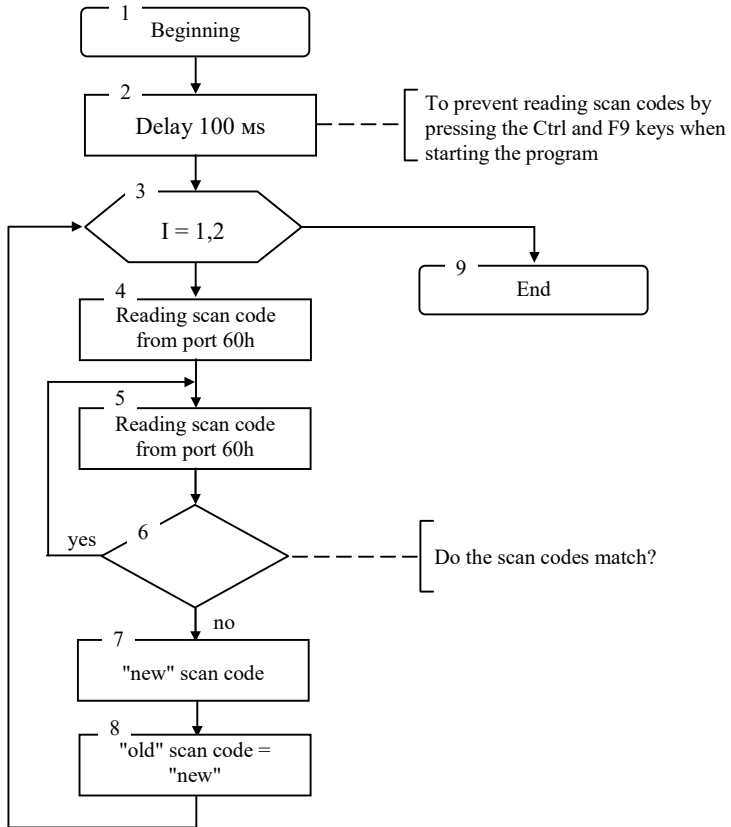 1
Beginning
2
Delay 100 мs
To prevent reading scan codes by
pressing the Ctrl and F9 keys when
starting the program
3
I = 1,2
9
End
4
Reading scan code
from port 60h
5
Reading scan code
from port 60h
6
yes
Do the scan codes match?
no
7
"new" scan code
8
"old" scan code =
"new"